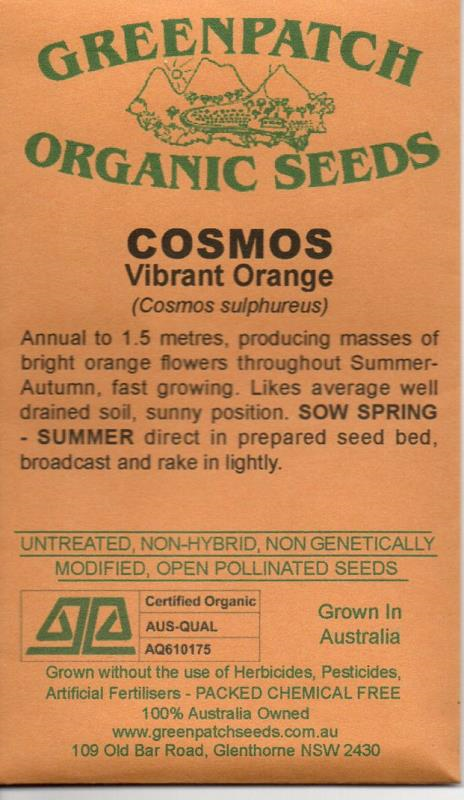 GREENPATCH
ORGANIC SEEDS
COSMOS
Vibrant Orange
(Cosmos sulphureus)
Annual to 1.5 metres, producing masses of
bright orange flowers throughout Summer-
Autumn, fast growing. Likes average well
drained soil, sunny position. SOW SPRING
- SUMMER direct in prepared seed bed,
broadcast and rake in lightly.
UNTREATED, NON-HYBRID, NON GENETICALLY
MODIFIED, OPEN POLLINATED SEEDS
Certified Organic
AUS-QUAL
AQ610175
Grown In
Australia
Grown without the use of Herbicides, Pesticides,
Artificial Fertilisers - PACKED CHEMICAL FREE
100% Australia Owned
www.greenpatchseeds.com.au
109 Old Bar Road, Glenthorne NSW 2430